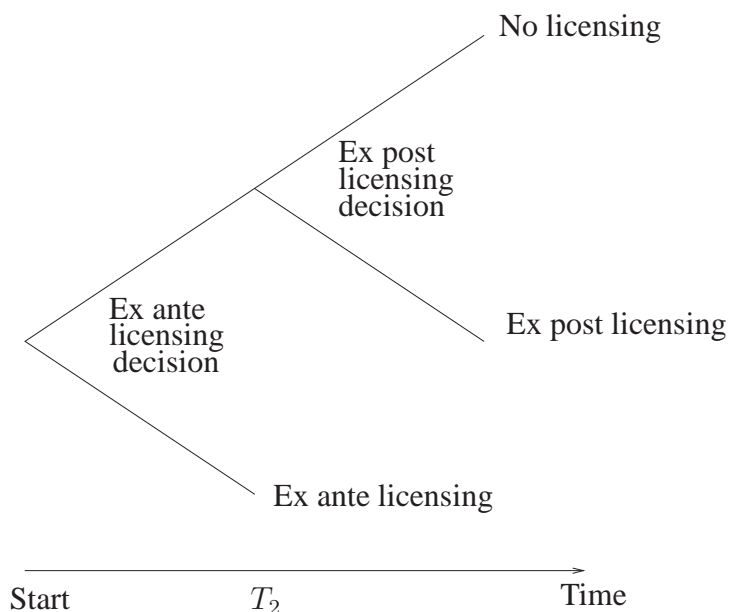 No licensing
Ex post
licensing
decision
Ex ante
licensing
decision
Ex post licensing
Ex ante licensing
Start
T₂
Time